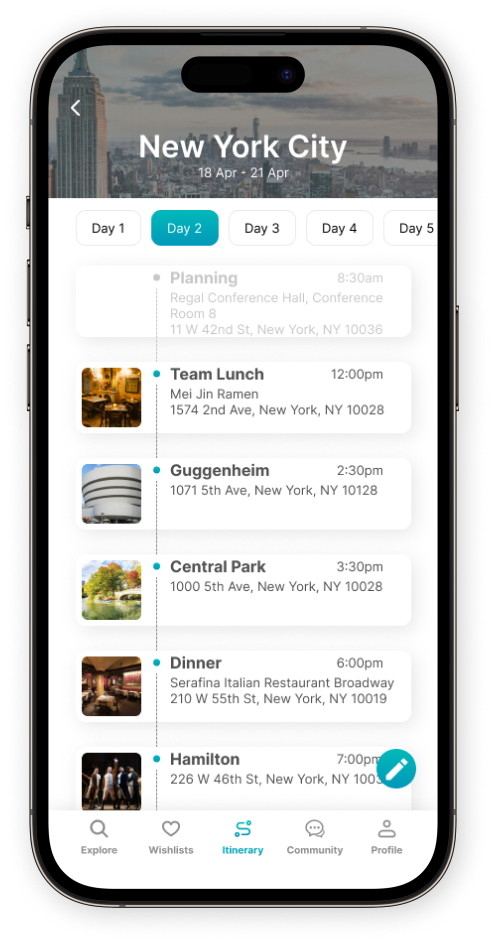 New York City
18 Apr - 21 Apr
Day 1
Day 2
Day 3
Day 4
Day 5
Planning 8:30am
Regal Conference Hall, Conference
Room 8
11 W 42nd St, New York, NY 10036
Team Lunch 12:00pm
Mei Jin Ramen
1574 2nd Ave, New York, NY 10028
Guggenheim 2:30pm
1071 5th Ave, New York, NY 10128
Central Park 3:30pm
1000 5th Ave, New York, NY 10028
Dinner 6:00pm
Serafina Italian Restaurant Broadway
210 W 55th St, New York, NY 10019
Hamilton 7:00pm
226 W 46th St, New York, NY
Explore
Wishlists
Itinerary
Community
Profile